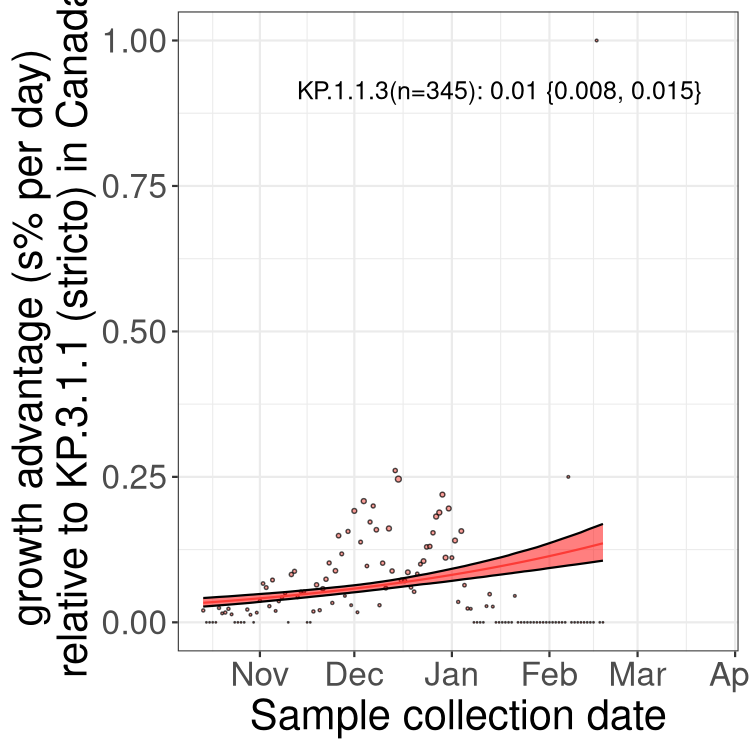 growth advantage (s% per day)
relative to KP.3.1.1 (stricto) in Canada
1.00
0.75
0.50
0.25
0.00
KP.1.1.3(n=345): 0.01 {0.008, 0.015}
Nov Dec Jan Feb Mar Ap
Sample collection date